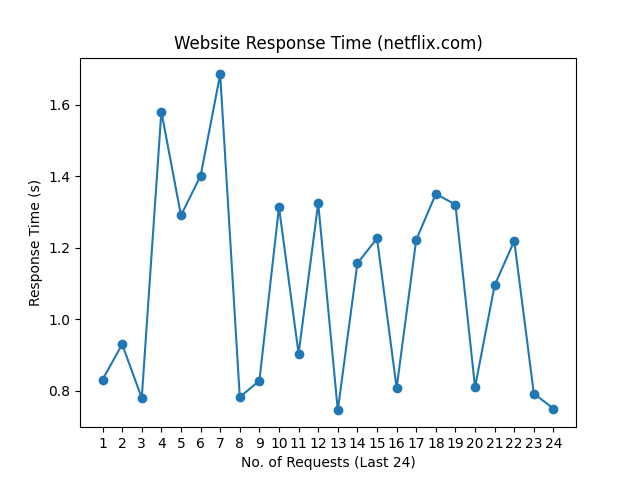 Website Response Time (netflix.com)
Response Time (s)
1.6
1.4
1.2
1.0
0.8
1 2 3 4 5 6 7 8 9 10 11 12 13 14 15 16 17 18 19 20 21 22 23 24
No. of Requests (Last 24)